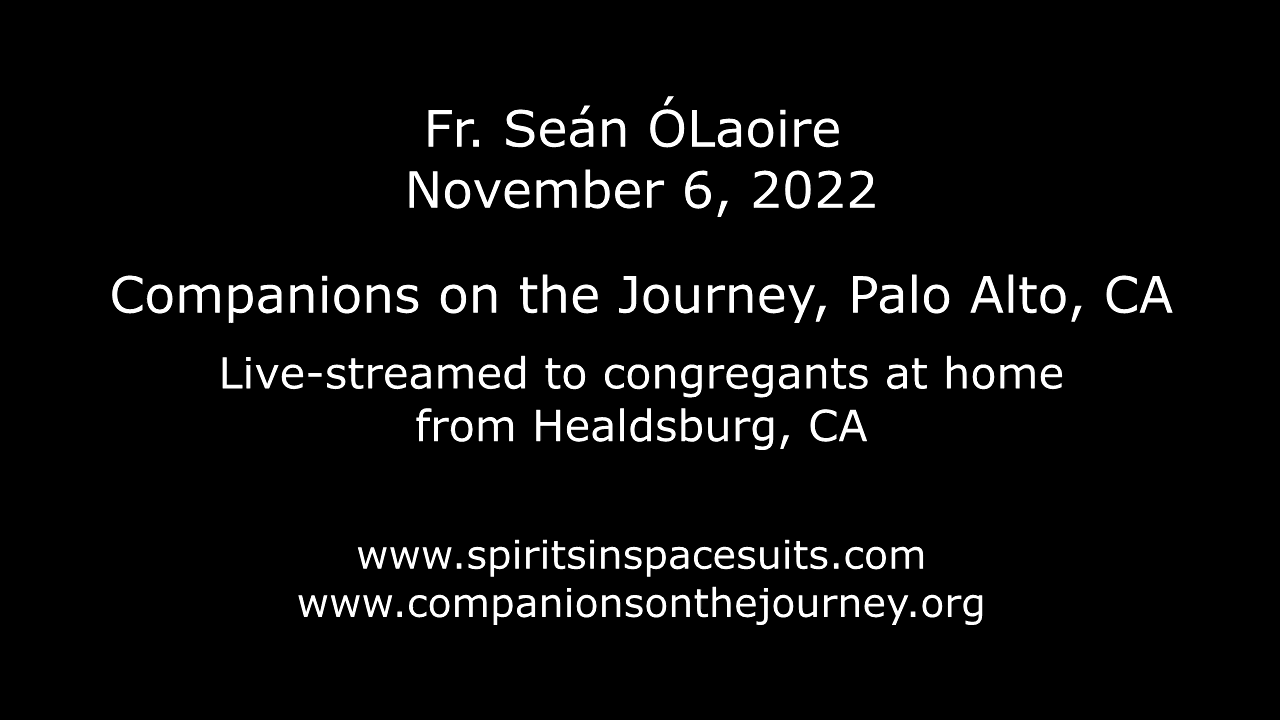 Fr. Seán ÓLaoire
November 6, 2022
Companions on the Journey, Palo Alto, CA
Live-streamed to congregants at home
from Healdsburg, CA
www.spiritsinspacesuits.com
www.companionsonthejourney.org